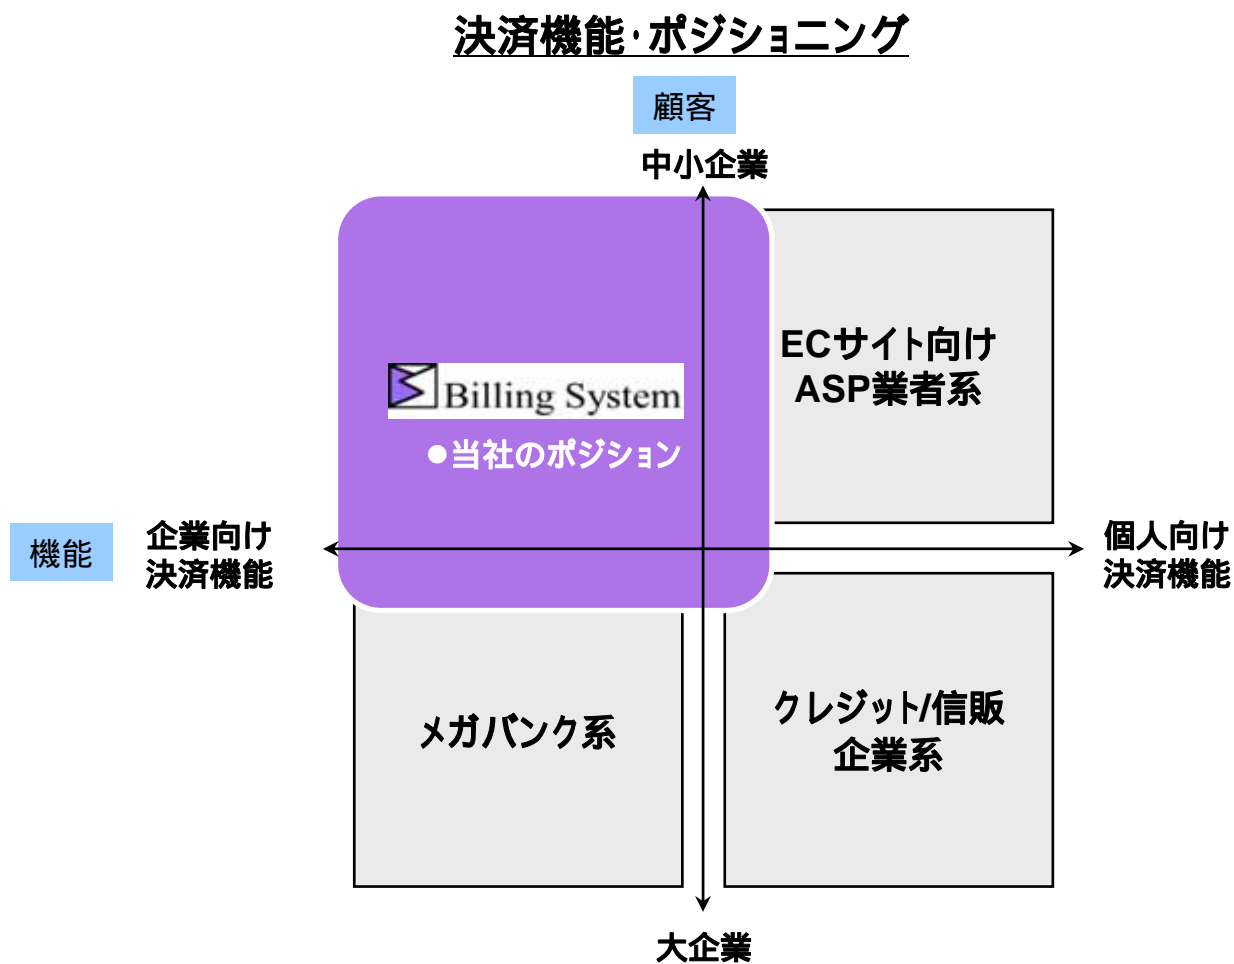 決済機能・ポジショニング
顧客
中小企業
ECサイト向け
ASP業者系
Billing System
●当社のポジション
機能
企業向け
決済機能
個人向け
決済機能
メガバンク系
クレジット/信販
企業系
大企業